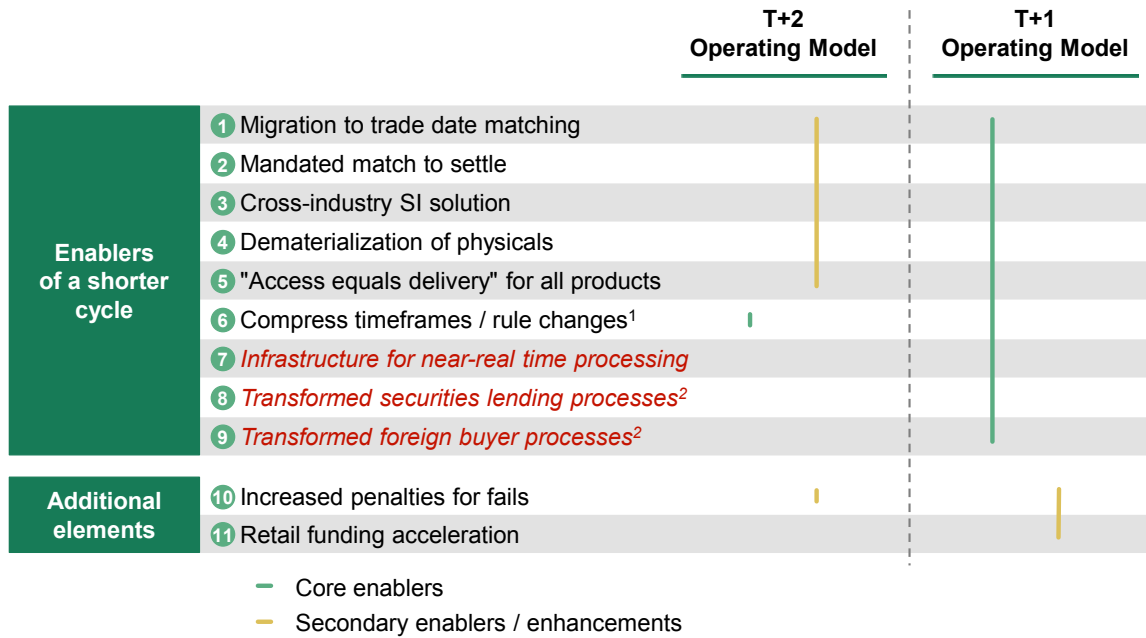 T+2
Operating Model
T+1
Operating Model
Enablers
of a shorter
cycle
1 Migration to trade date matching
2 Mandated match to settle
3 Cross-industry SI solution
4 Dematerialization of physicals
5 "Access equals delivery" for all products
6 Compress timeframes / rule changes¹
7 Infrastructure for near-real time processing
8 Transformed securities lending processes²
9 Transformed foreign buyer processes²
Additional
elements
10 Increased penalties for fails
11 Retail funding acceleration
Core enablers
Secondary enablers / enhancements